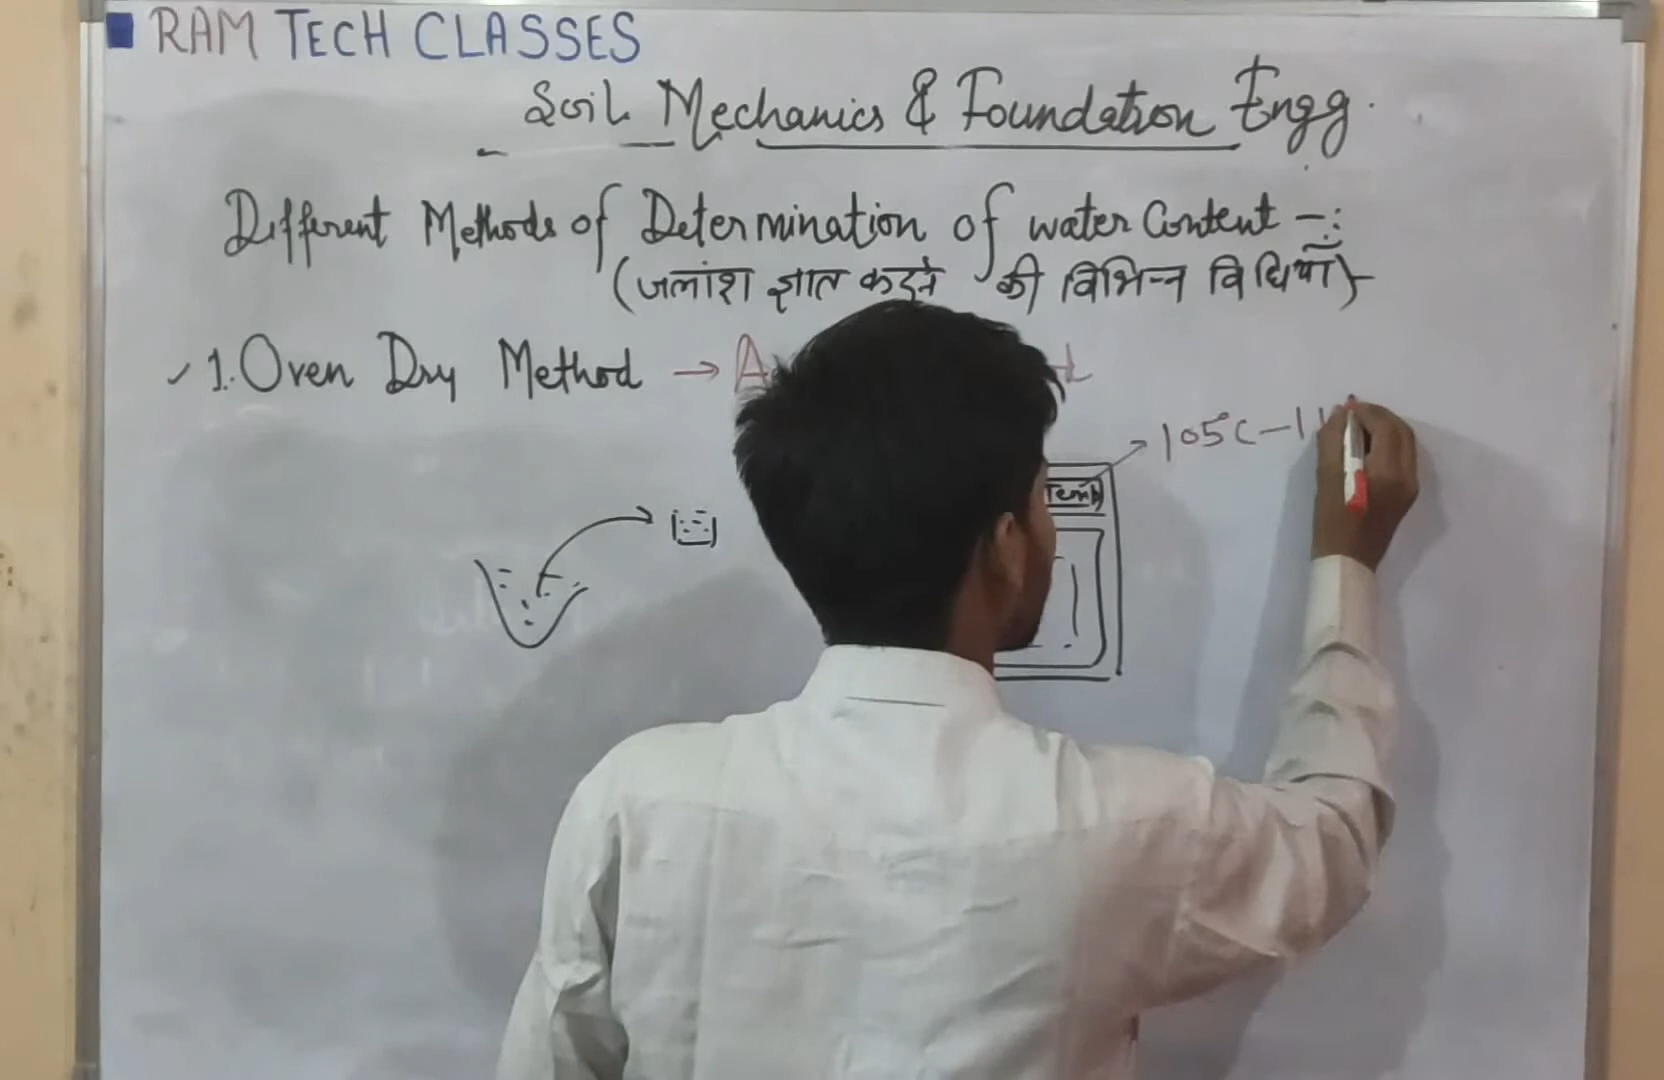 RAM TECH CLASSES
Soil Mechanics & Foundation Engg.
Different Methods of Determination of water Content -:
(जलांश ज्ञात करने की विभिन्न विधियाँ)-
1. Oven Dry Method →
105°C-11
Temp